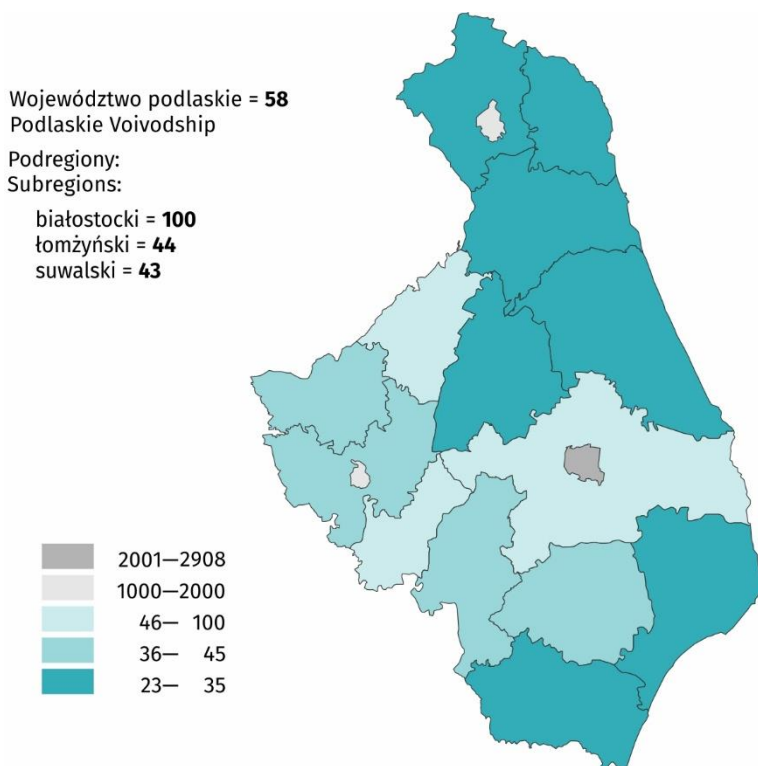 Województwo podlaskie = 58
Podlaskie Voivodship
Podregiony:
Subregions:
białostocki = 100
łomżyński = 44
suwalski = 43
2001—2908
1000—2000
46— 100
36— 45
23— 35